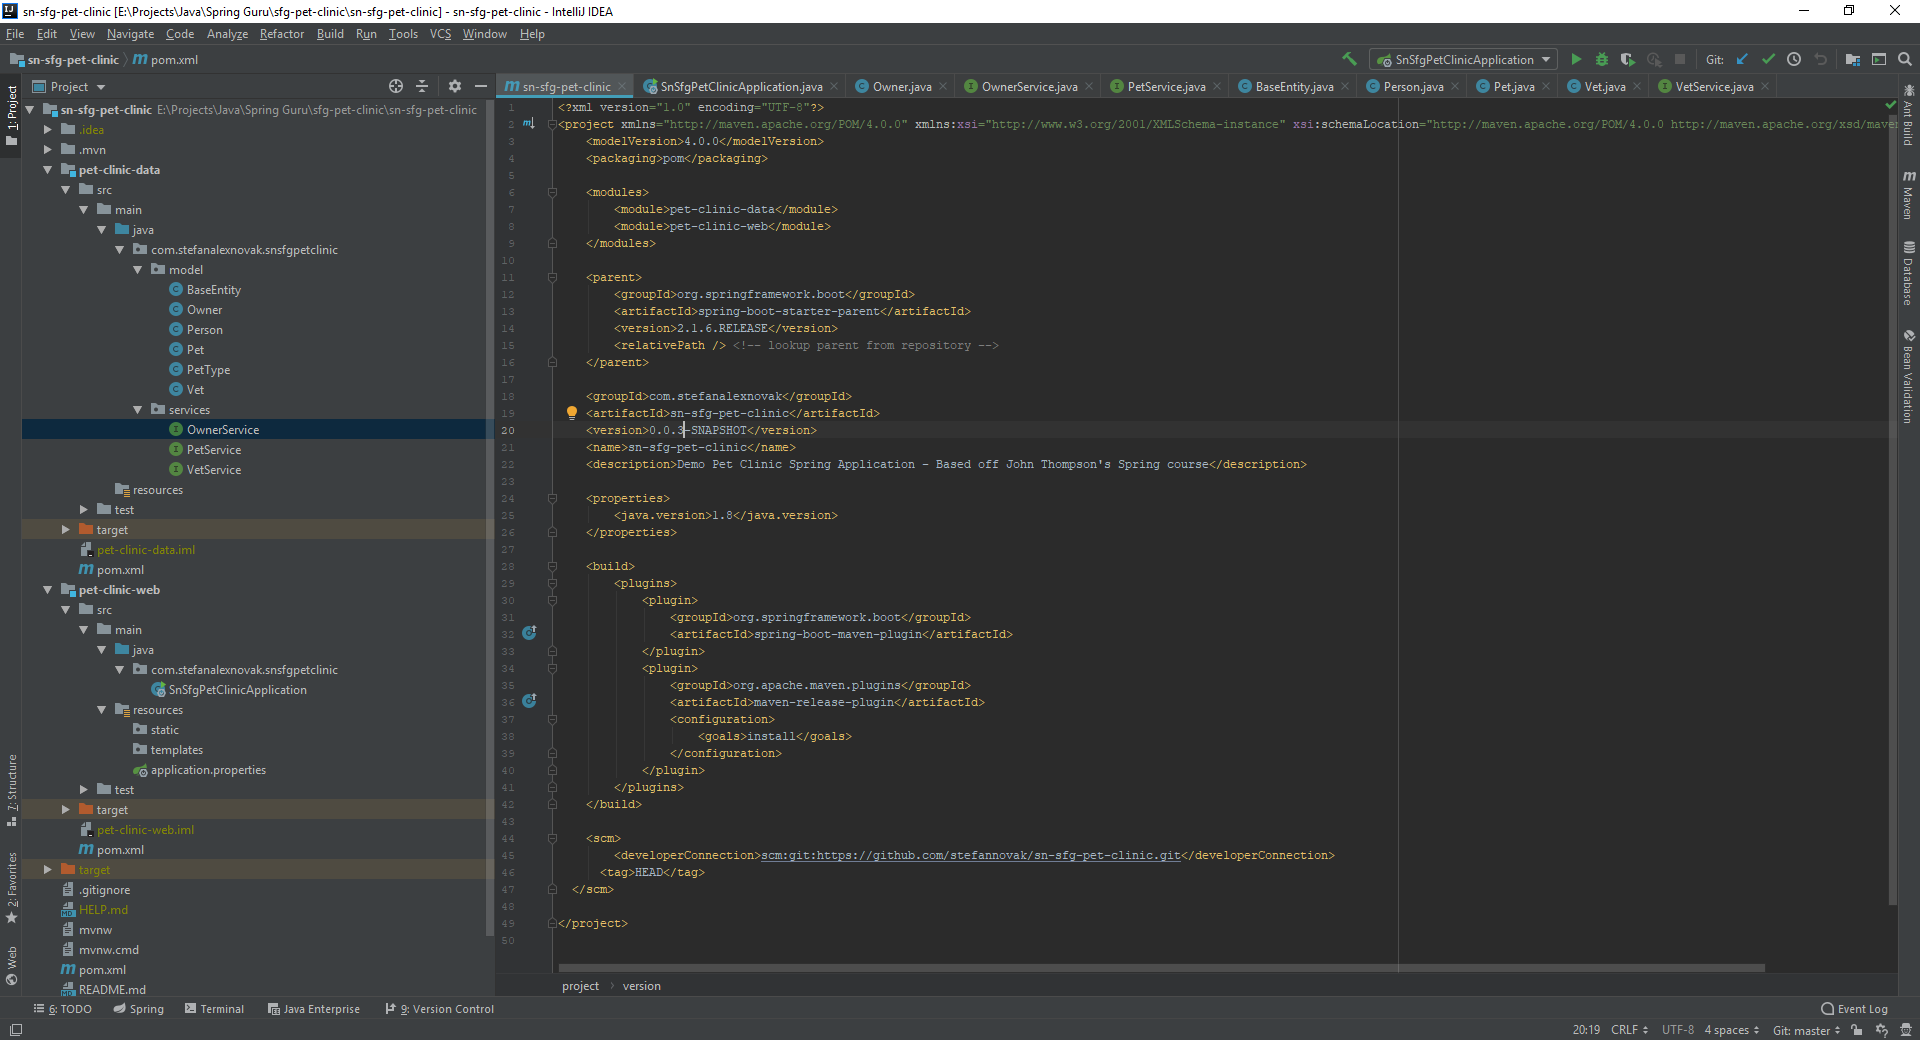 sn-sfg-pet-clinic [E:\Projects\Java\Spring Guru\sfg-pet-clinic\sn-sfg-pet-clinic] - sn-sfg-pet-clinic - IntelliJ IDEA
File Edit View Navigate Code Analyze Refactor Build Run Tools VCS Window Help
sn-sfg-pet-clinic pom.xml
SnSfgPetClinicApplication Git:
Project
sn-sfg-pet-clinic SnSfgPetClinicApplication.java Owner.java OwnerService.java PetService.java BaseEntity.java Person.java Pet.java Vet.java VetService.java
1: Project
7: Structure
2: Favorites
Web
sn-sfg-pet-clinic E:\Projects\Java\Spring Guru\sfg-pet-clinic\sn-sfg-pet-clinic
.idea
.mvn
pet-clinic-data
src
main
java
com.stefanalexnovak.snsfgpetclinic
model
BaseEntity
Owner
Person
Pet
PetType
Vet
services
OwnerService
PetService
VetService
resources
test
target
pet-clinic-data.iml
pom.xml
pet-clinic-web
src
main
java
com.stefanalexnovak.snsfgpetclinic
SnSfgPetClinicApplication
resources
static
templates
application.properties
test
target
pet-clinic-web.iml
pom.xml
target
.gitignore
HELP.md
mvnw
mvnw.cmd
pom.xml
README.md
1 <?xml version="1.0" encoding="UTF-8"?>
2 <project xmlns="http://maven.apache.org/POM/4.0.0" xmlns:xsi="http://www.w3.org/2001/XMLSchema-instance" xsi:schemaLocation="http://maven.apache.org/POM/4.0.0 http://maven.apache.org/xsd/maven
3 <modelVersion>4.0.0</modelVersion>
4 <packaging>pom</packaging>
5
6 <modules>
7 <module>pet-clinic-data</module>
8 <module>pet-clinic-web</module>
9 </modules>
10
11 <parent>
12 <groupId>org.springframework.boot</groupId>
13 <artifactId>spring-boot-starter-parent</artifactId>
14 <version>2.1.6.RELEASE</version>
15 <relativePath /> <!-- lookup parent from repository -->
16 </parent>
17
18 <groupId>com.stefanalexnovak</groupId>
19 <artifactId>sn-sfg-pet-clinic</artifactId>
20 <version>0.0.3-SNAPSHOT</version>
21 <name>sn-sfg-pet-clinic</name>
22 <description>Demo Pet Clinic Spring Application - Based off John Thompson's Spring course</description>
23
24 <properties>
25 <java.version>1.8</java.version>
26 </properties>
27
28 <build>
29 <plugins>
30 <plugin>
31 <groupId>org.springframework.boot</groupId>
32 <artifactId>spring-boot-maven-plugin</artifactId>
33 </plugin>
34 <plugin>
35 <groupId>org.apache.maven.plugins</groupId>
36 <artifactId>maven-release-plugin</artifactId>
37 <configuration>
38 <goals>install</goals>
39 </configuration>
40 </plugin>
41 </plugins>
42 </build>
43
44 <scm>
45 <developerConnection>scm:git:https://github.com/stefannovak/sn-sfg-pet-clinic.git</developerConnection>
46 <tag>HEAD</tag>
47 </scm>
48
49 </project>
50
Ant Build
Maven
Database
Bean Validation
project version
6: TODO Spring Terminal Java Enterprise 9: Version Control Event Log
20:19 CRLF UTF-8 4 spaces Git: master